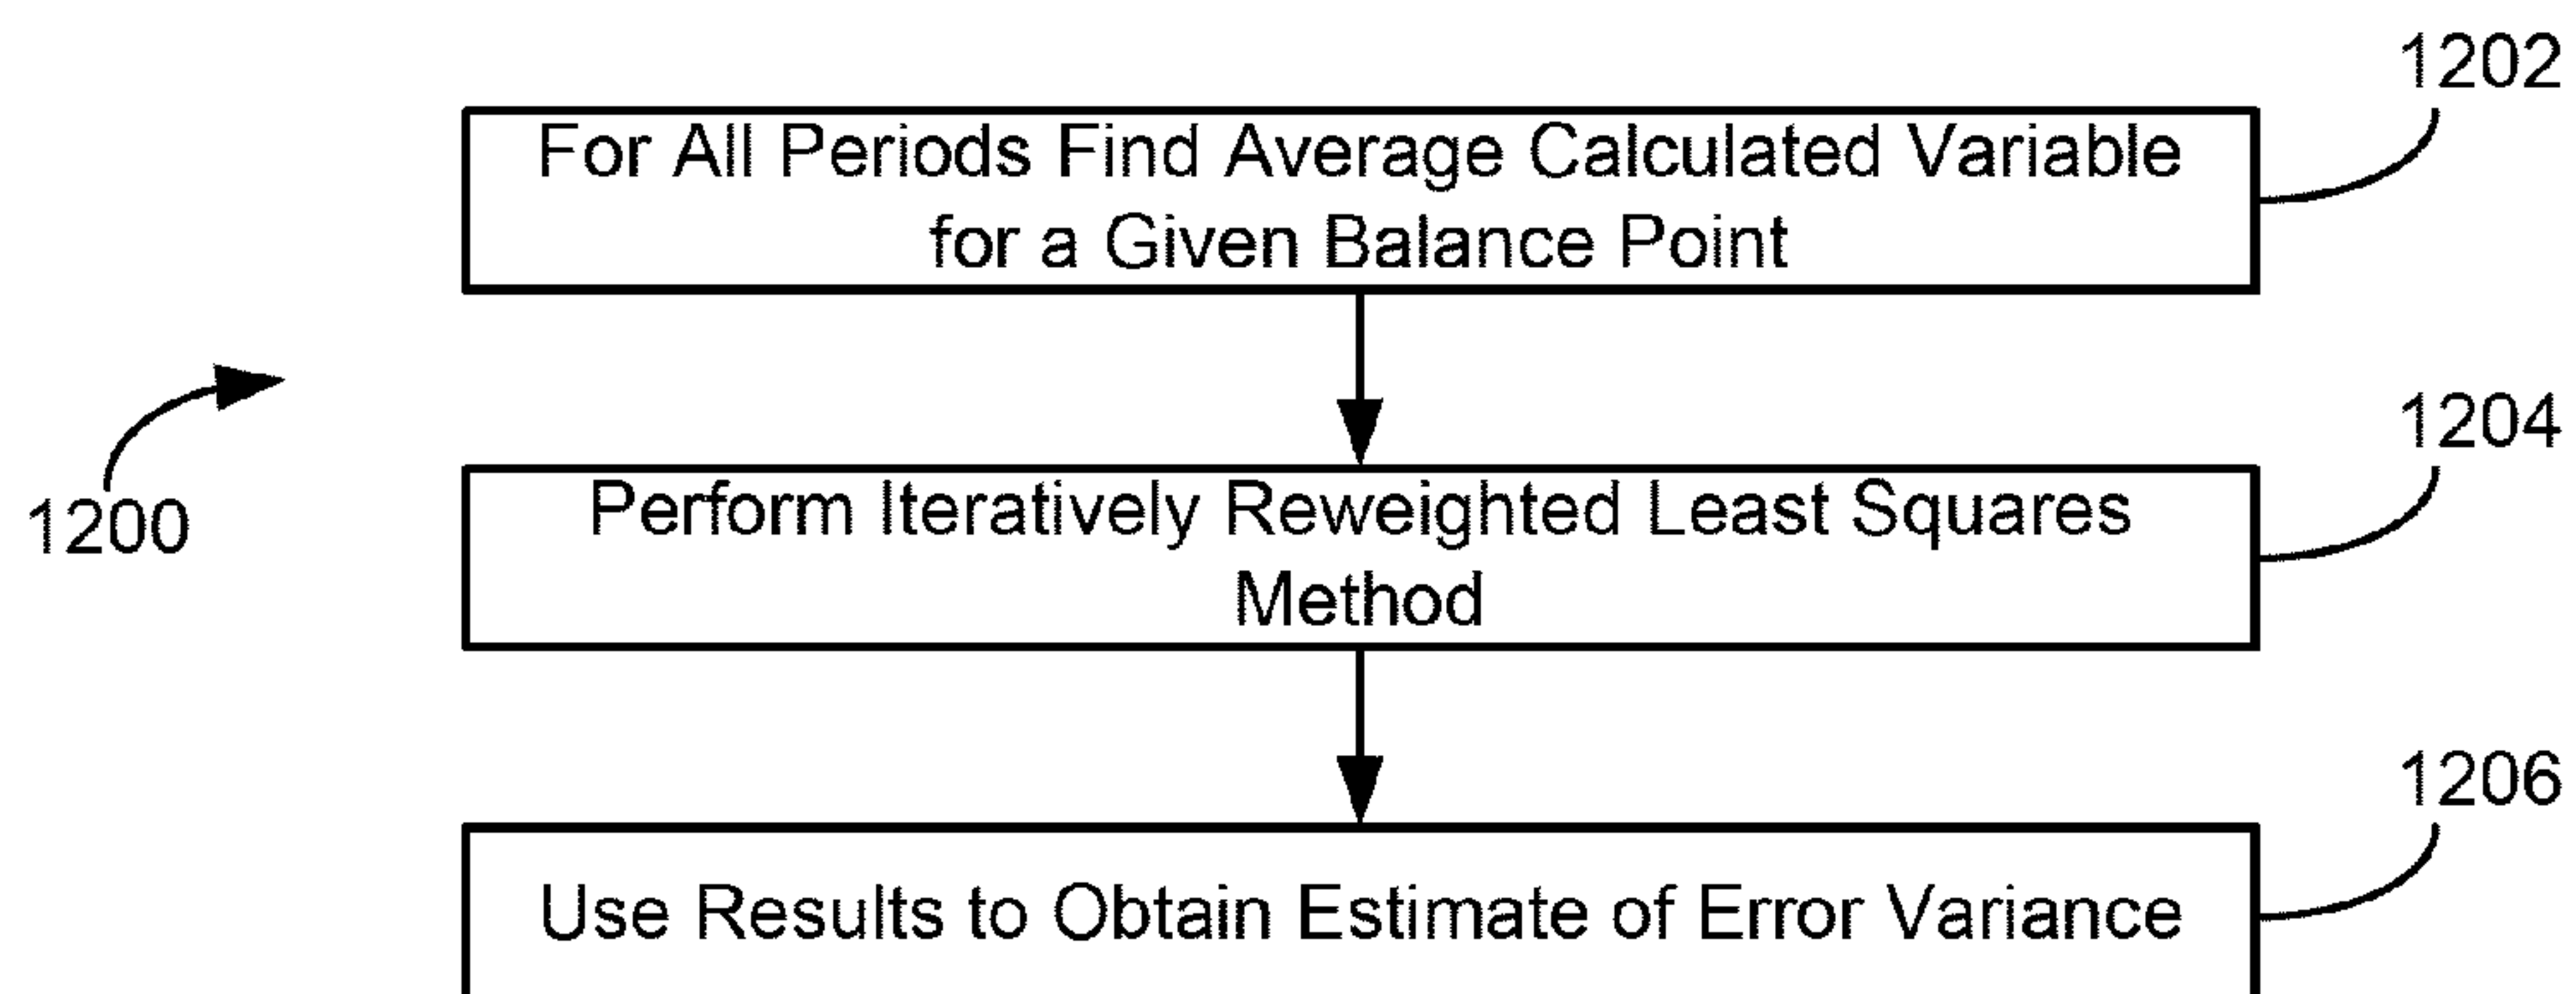 1202
For All Periods Find Average Calculated Variable
for a Given Balance Point
1204
Perform Iteratively Reweighted Least Squares
Method
1200
1206
Use Results to Obtain Estimate of Error Variance